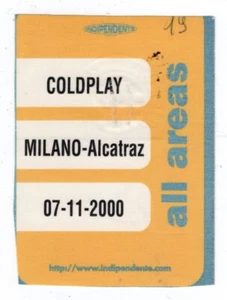 INDIPENDENTE
19
COLDPLAY
MILANO-Alcatraz
07-11-2000
all areas
http://www.indipendente.com